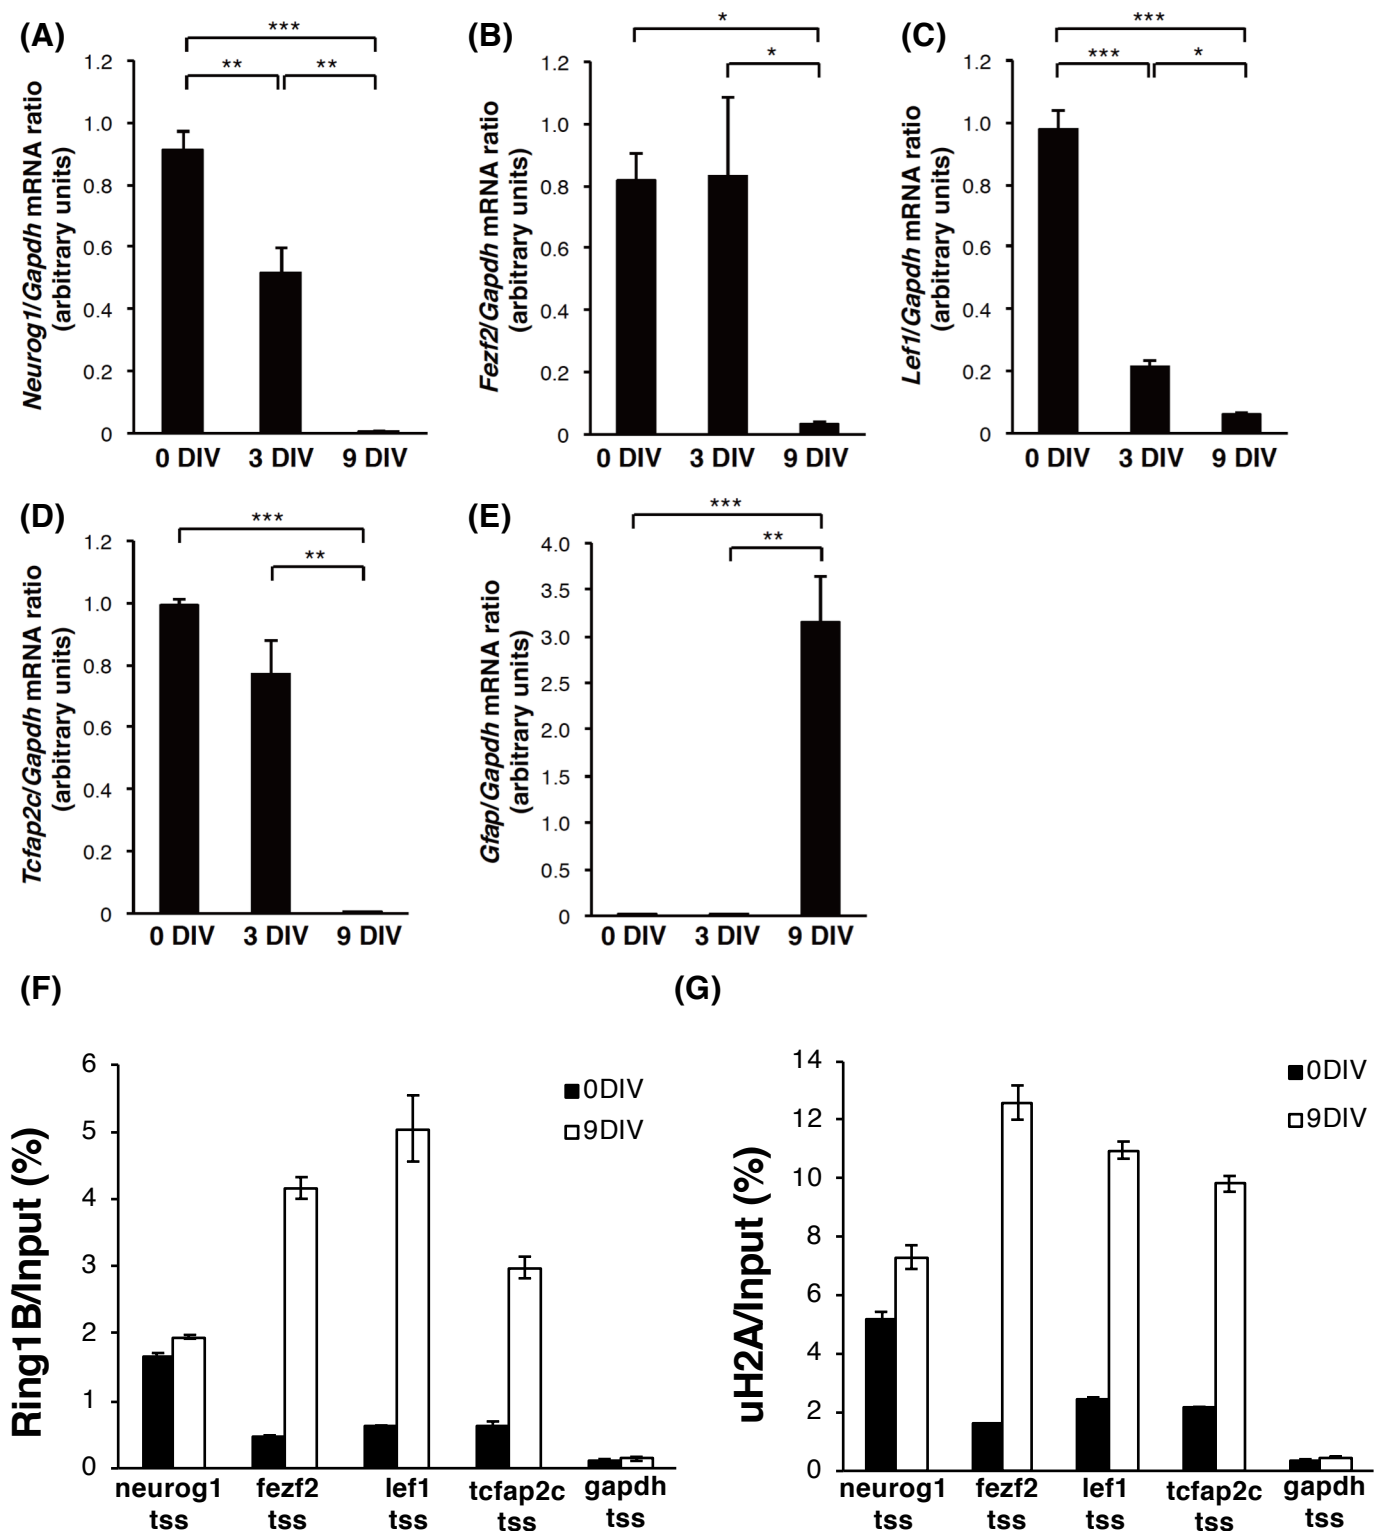 (A)
***
** **
Neurog1/Gapdh mRNA ratio
(arbitrary units)
1.2
1.0
0.8
0.6
0.4
0.2
0
0 DIV 3 DIV 9 DIV
(B)
*
*
Fezf2/Gapdh mRNA ratio
(arbitrary units)
1.2
1.0
0.8
0.6
0.4
0.2
0
0 DIV 3 DIV 9 DIV
(C)
***
*** *
Lef1/Gapdh mRNA ratio
(arbitrary units)
1.2
1.0
0.8
0.6
0.4
0.2
0
0 DIV 3 DIV 9 DIV
(D)
***
**
Tcfap2c/Gapdh mRNA ratio
(arbitrary units)
1.2
1.0
0.8
0.6
0.4
0.2
0
0 DIV 3 DIV 9 DIV
(E)
***
**
Gfap/Gapdh mRNA ratio
(arbitrary units)
4.0
3.5
3.0
2.5
2.0
1.5
1.0
0.5
0
0 DIV 3 DIV 9 DIV
(F)
Ring1B/Input (%)
6
5
4
3
2
1
0
0DIV
9DIV
neurog1 fezf2 lef1 tcfap2c gapdh
tss tss tss tss tss
(G)
uH2A/Input (%)
14
12
10
8
6
4
2
0
0DIV
9DIV
neurog1 fezf2 lef1 tcfap2c gapdh
tss tss tss tss tss